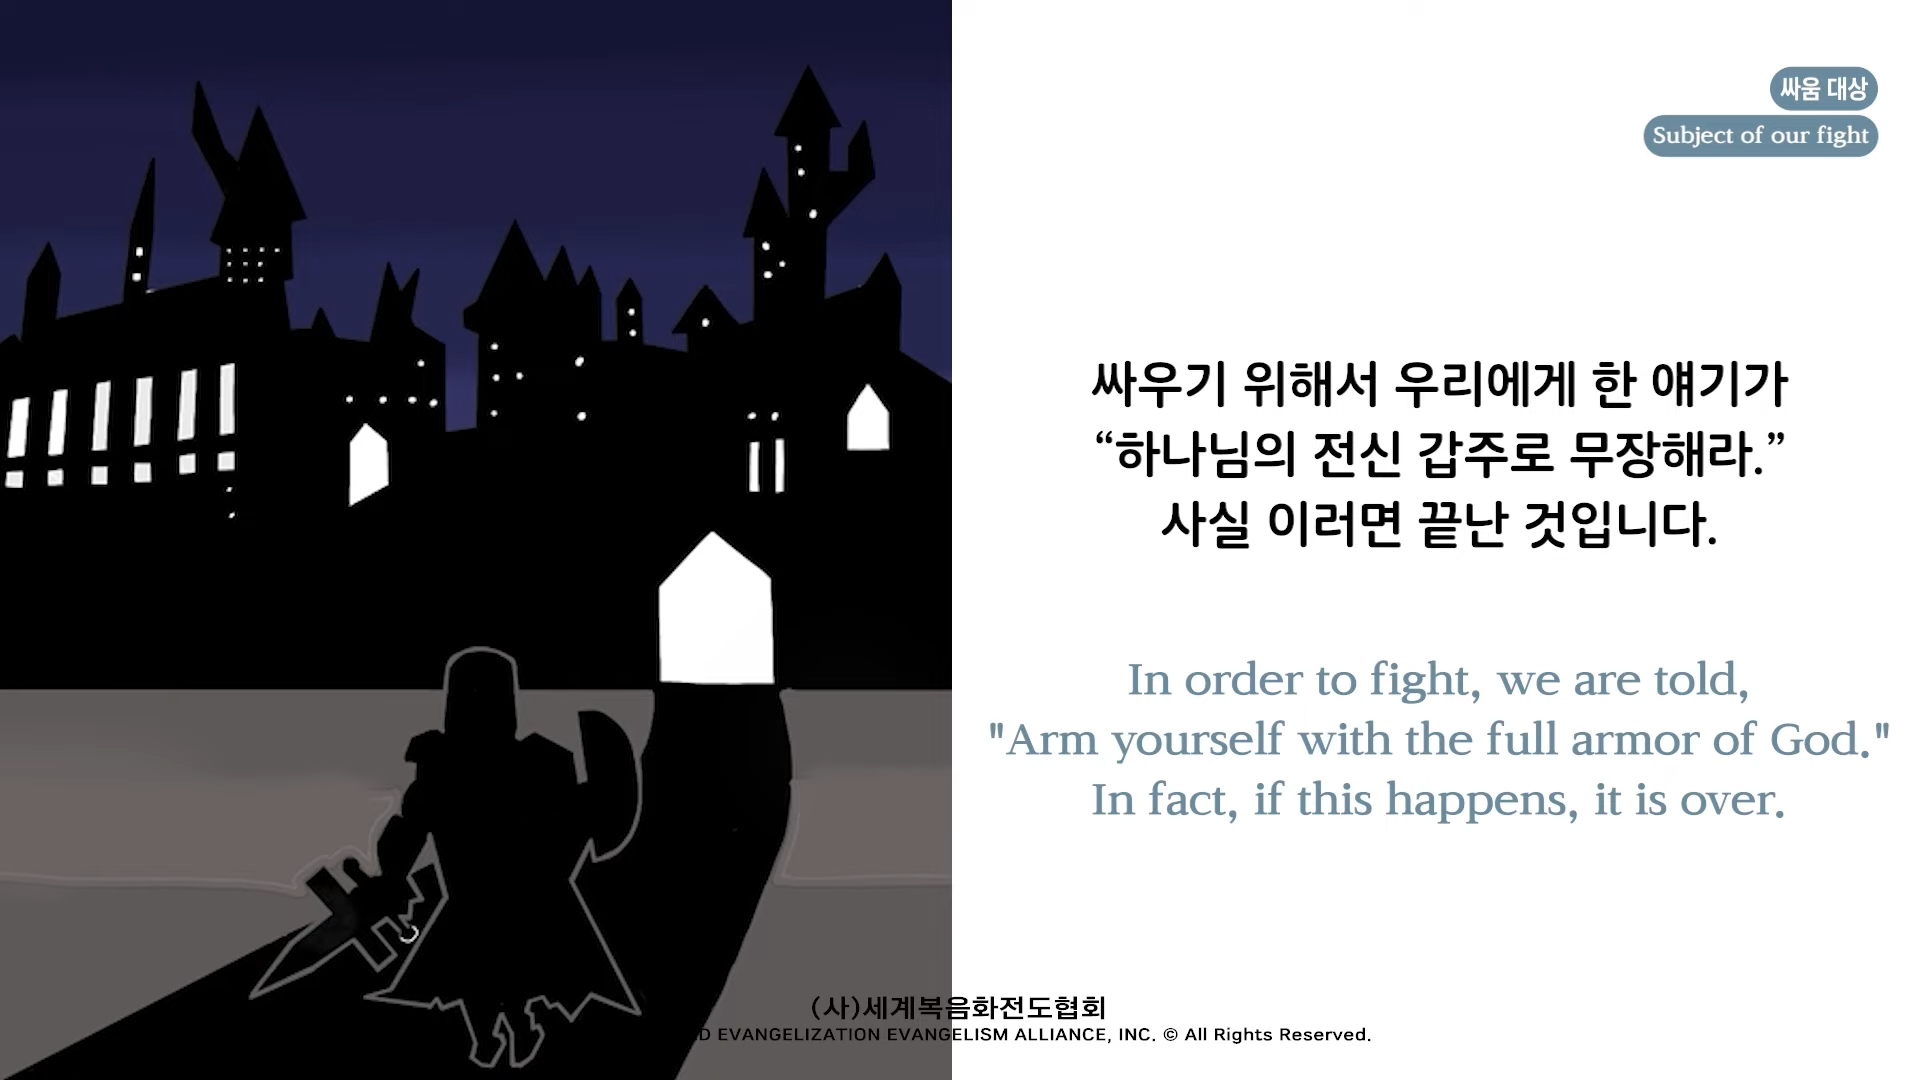 싸움 대상
Subject of our fight
싸우기 위해서 우리에게 한 얘기가
“하나님의 전신 갑주로 무장해라.”
사실 이러면 끝난 것입니다.
In order to fight, we are told,
"Arm yourself with the full armor of God."
In fact, if this happens, it is over.
(사)세계복음화전도협회
EVANGELIZATION EVANGELISM ALLIANCE, INC. © All Rights Reserved.